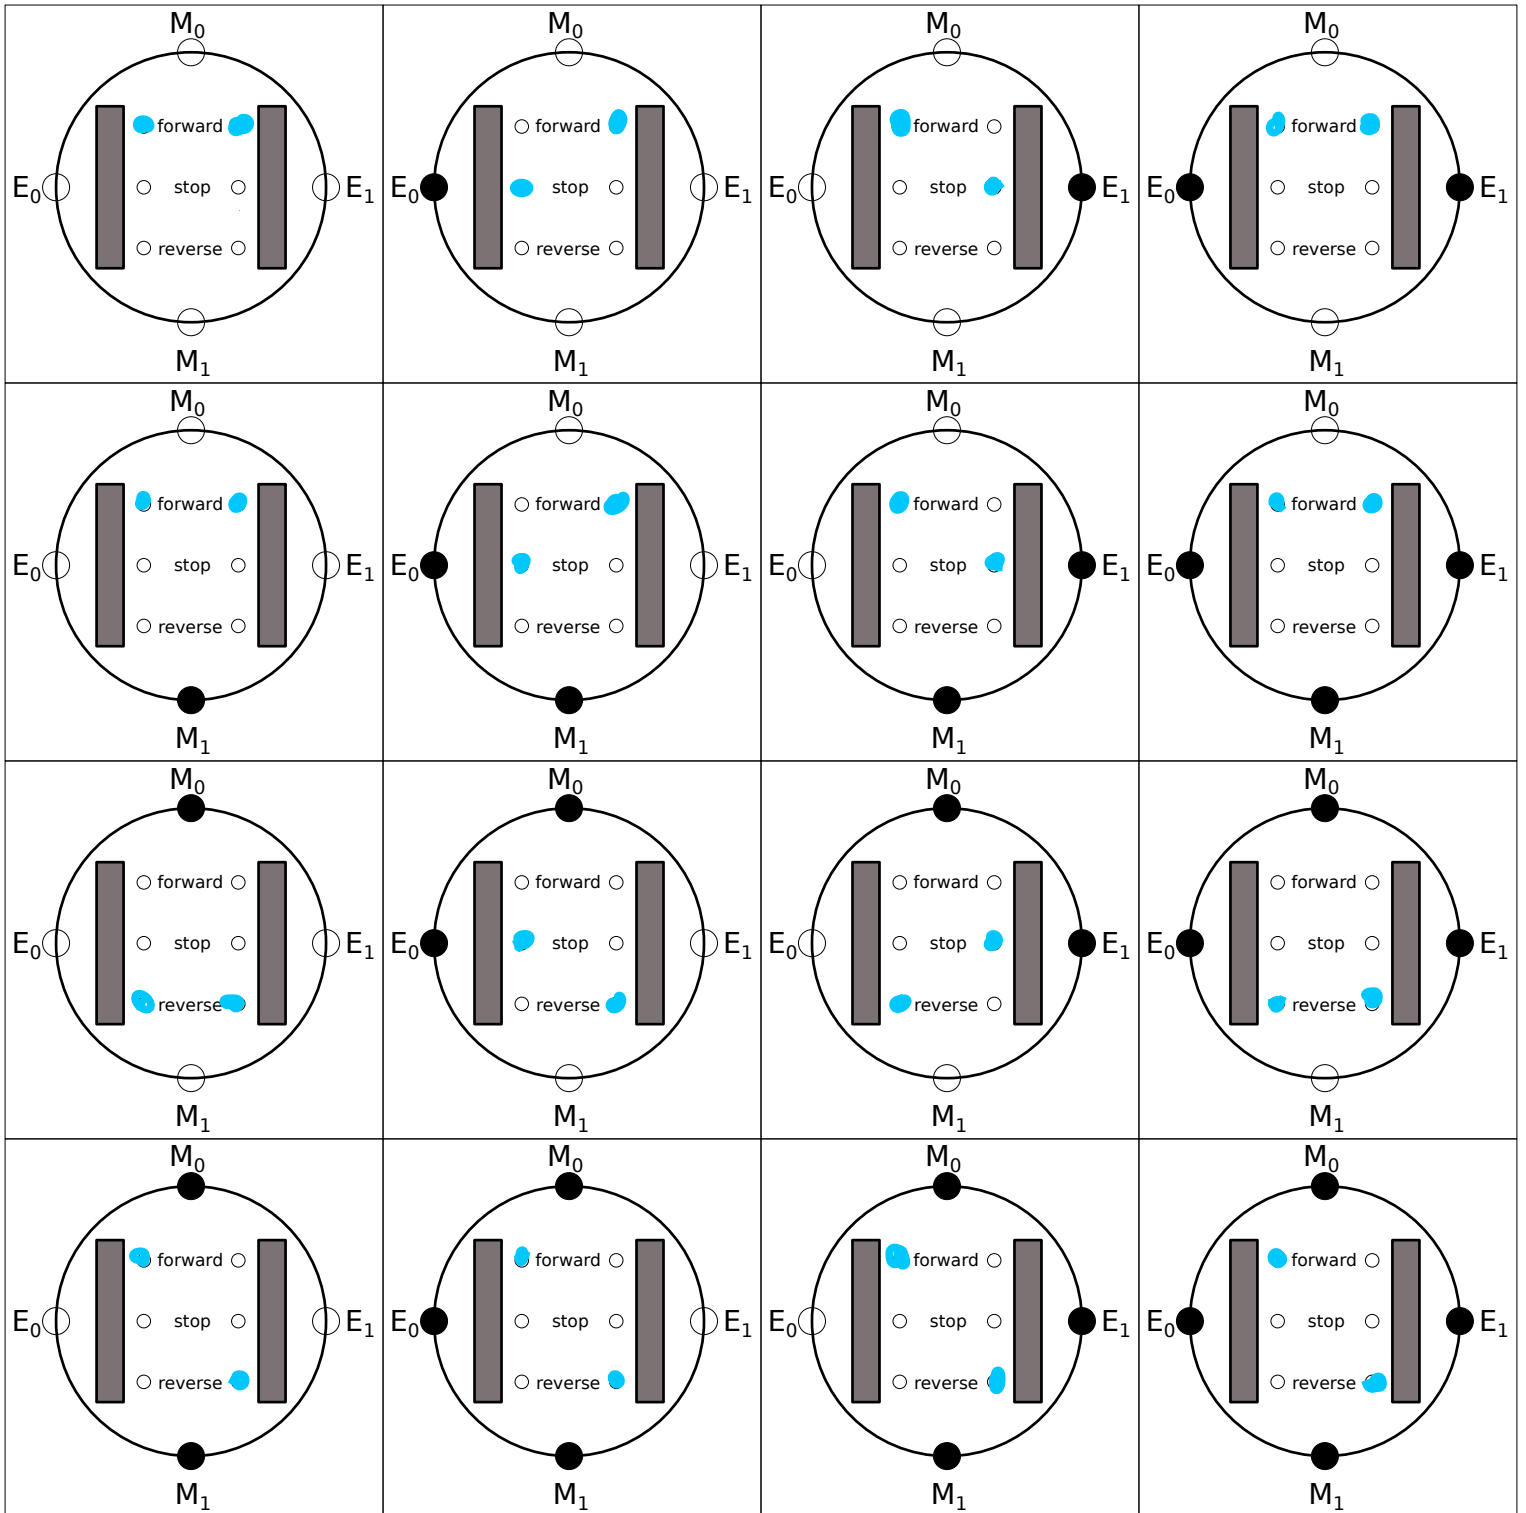 M₀ M₀ M₀ M₀
forward forward forward forward
E₀ stop E₁ E₀ stop E₁ E₀ stop E₁ E₀ stop E₁
reverse reverse reverse reverse
M₁ M₁ M₁ M₁
M₀ M₀ M₀ M₀
forward forward forward forward
E₀ stop E₁ E₀ stop E₁ E₀ stop E₁ E₀ stop E₁
reverse reverse reverse reverse
M₁ M₁ M₁ M₁
M₀ M₀ M₀ M₀
forward forward forward forward
E₀ stop E₁ E₀ stop E₁ E₀ stop E₁ E₀ stop E₁
reverse reverse reverse reverse
M₁ M₁ M₁ M₁
M₀ M₀ M₀ M₀
forward forward forward forward
E₀ stop E₁ E₀ stop E₁ E₀ stop E₁ E₀ stop E₁
reverse reverse reverse reverse
M₁ M₁ M₁ M₁